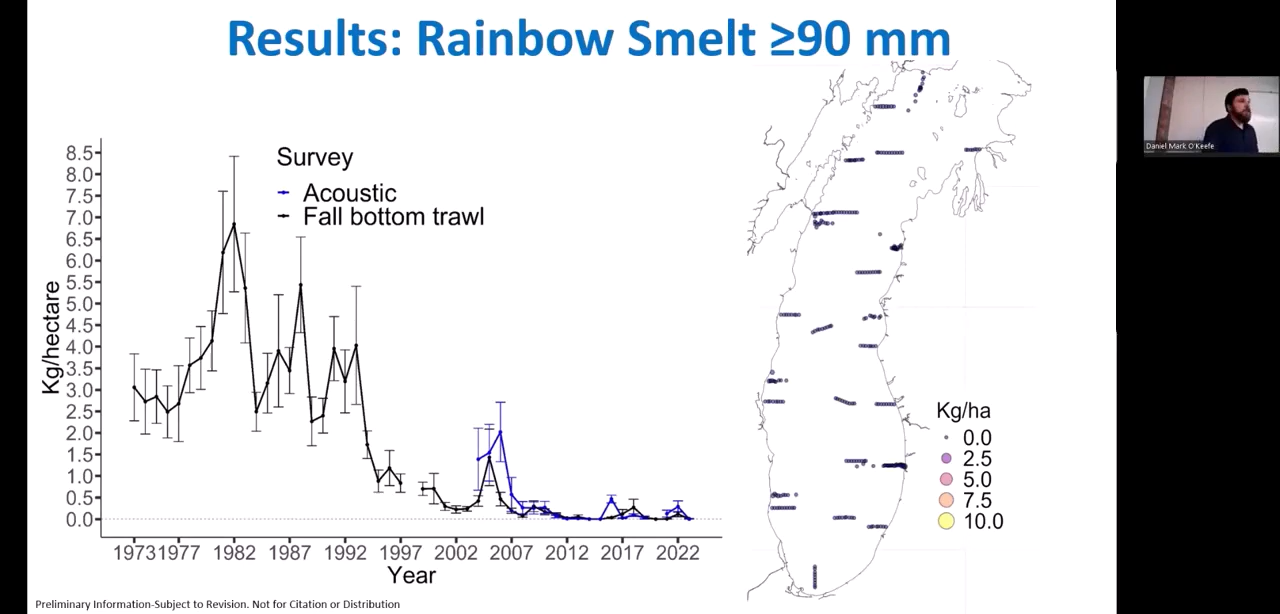 Results: Rainbow Smelt ≥90 mm
Survey
Acoustic
Fall bottom trawl
Kg/hectare
8.5
8.0
7.5
7.0
6.5
6.0
5.5
5.0
4.5
4.0
3.5
3.0
2.5
2.0
1.5
1.0
0.5
0.0
1973 1977 1982 1987 1992 1997 2002 2007 2012 2017 2022
Year
Kg/ha
0.0
2.5
5.0
7.5
10.0
Preliminary Information-Subject to Revision. Not for Citation or Distribution
Daniel Mark O'Keefe